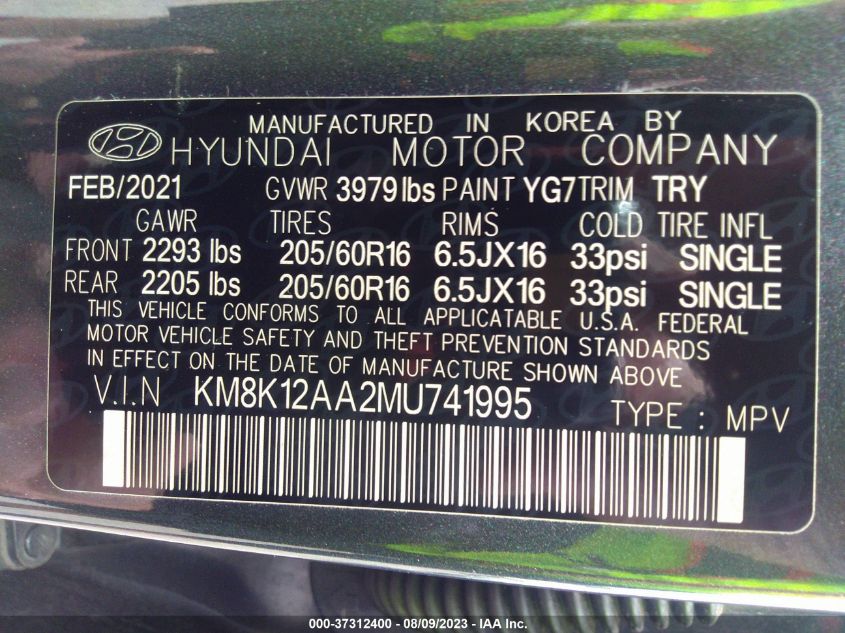 MANUFACTURED IN KOREA BY
HYUNDAI MOTOR COMPANY
FEB/2021 GVWR 3979 lbs PAINT YG7 TRIM TRY
GAWR TIRES RIMS COLD TIRE INFL
FRONT 2293 lbs 205/60R16 6.5JX16 33psi SINGLE
REAR 2205 lbs 205/60R16 6.5JX16 33psi SINGLE
THIS VEHICLE CONFORMS TO ALL APPLICATABLE U.S.A. FEDERAL
MOTOR VEHICLE SAFETY AND THEFT PREVENTION STANDARDS
IN EFFECT ON THE DATE OF MANUFACTURE SHOWN ABOVE
V.I.N KM8K12AA2MU741995 TYPE : MPV
000-37312400 - 08/09/2023 - IAA Inc.